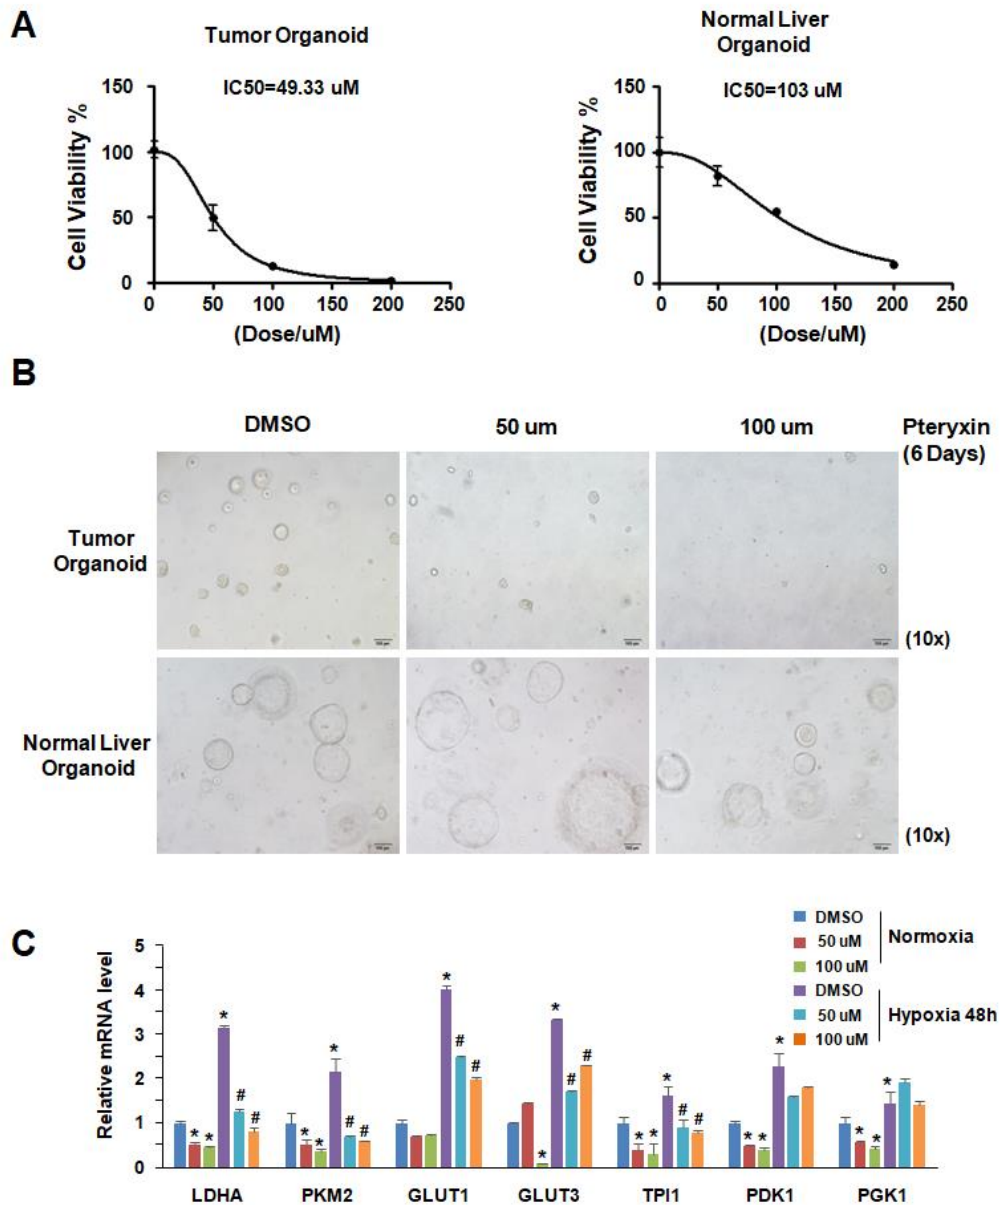 A
Tumor Organoid
Normal Liver
Organoid
IC50=49.33 uM
IC50=103 uM
Cell Viability %
150
100
50
0
0 50 100 150 200 250
(Dose/uM)
Cell Viability %
150
100
50
0
0 50 100 150 200 250
(Dose/uM)
B
DMSO
50 um
100 um
Pteryxin
(6 Days)
Tumor
Organoid
(10x)
Normal Liver
Organoid
(10x)
C
Relative mRNA level
5
4
3
2
1
0
DMSO
50 uM
100 uM
Normoxia
DMSO
50 uM
100 uM
Hypoxia 48h
* * * # #
* * * # #
* # #
* * # #
* * * # #
* * *
* * *
LDHA PKM2 GLUT1 GLUT3 TPI1 PDK1 PGK1